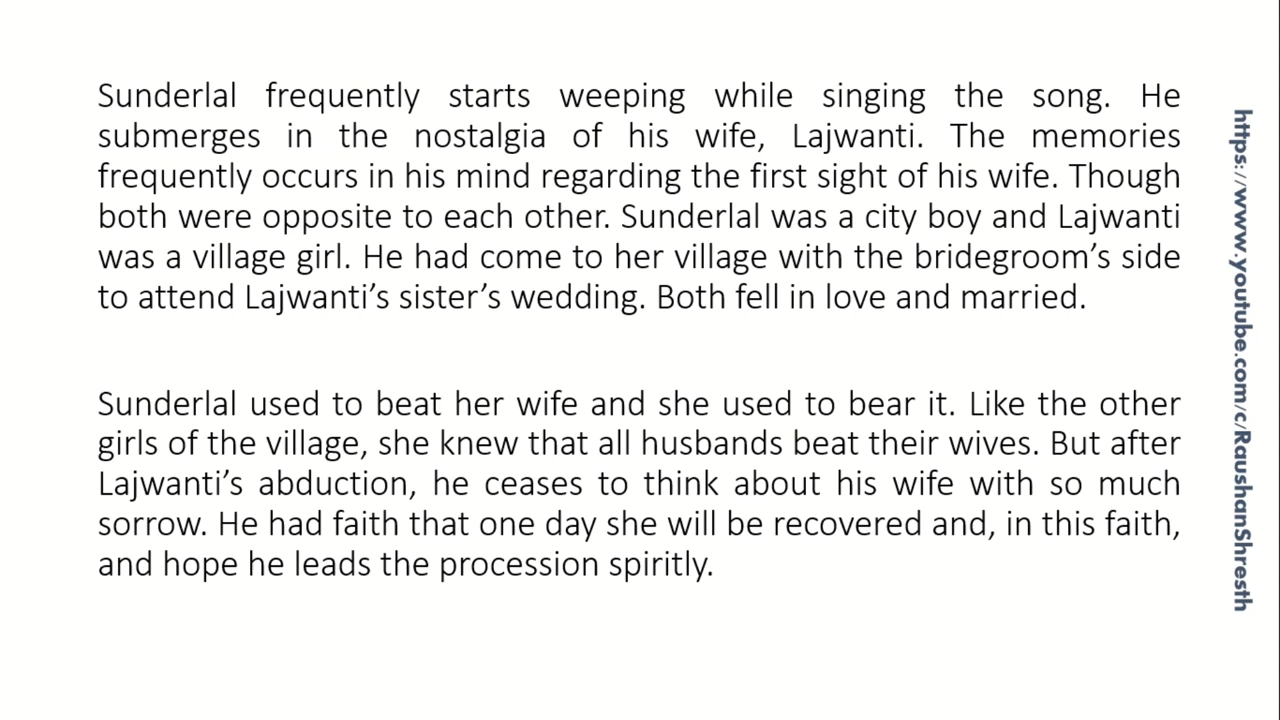 Sunderlal frequently starts weeping while singing the song. He
submerges in the nostalgia of his wife, Lajwanti. The memories
frequently occurs in his mind regarding the first sight of his wife. Though
both were opposite to each other. Sunderlal was a city boy and Lajwanti
was a village girl. He had come to her village with the bridegroom’s side
to attend Lajwanti’s sister’s wedding. Both fell in love and married.
Sunderlal used to beat her wife and she used to bear it. Like the other
girls of the village, she knew that all husbands beat their wives. But after
Lajwanti’s abduction, he ceases to think about his wife with so much
sorrow. He had faith that one day she will be recovered and, in this faith,
and hope he leads the procession spiritly.
https://www.youtube.com/c/RaushanShresth